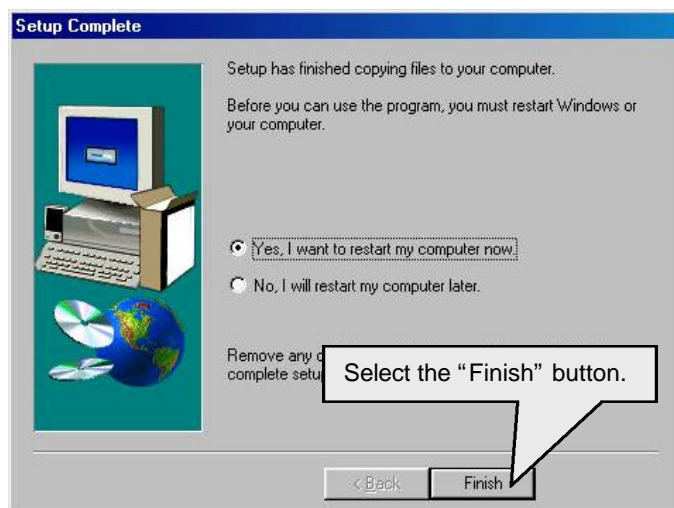 Setup Complete
Setup has finished copying files to your computer.
Before you can use the program, you must restart Windows or
your computer.
Yes, I want to restart my computer now.
No, I will restart my computer later.
Remove any
complete setup
Select the “Finish” button.
< Back
Finish